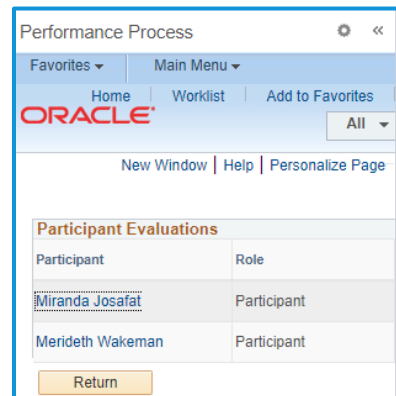 Performance Process
Favorites Main Menu
Home Worklist Add to Favorites
ORACLE
All
New Window | Help | Personalize Page
Participant Evaluations
Participant Role
Miranda Josafat Participant
Merideth Wakeman Participant
Return